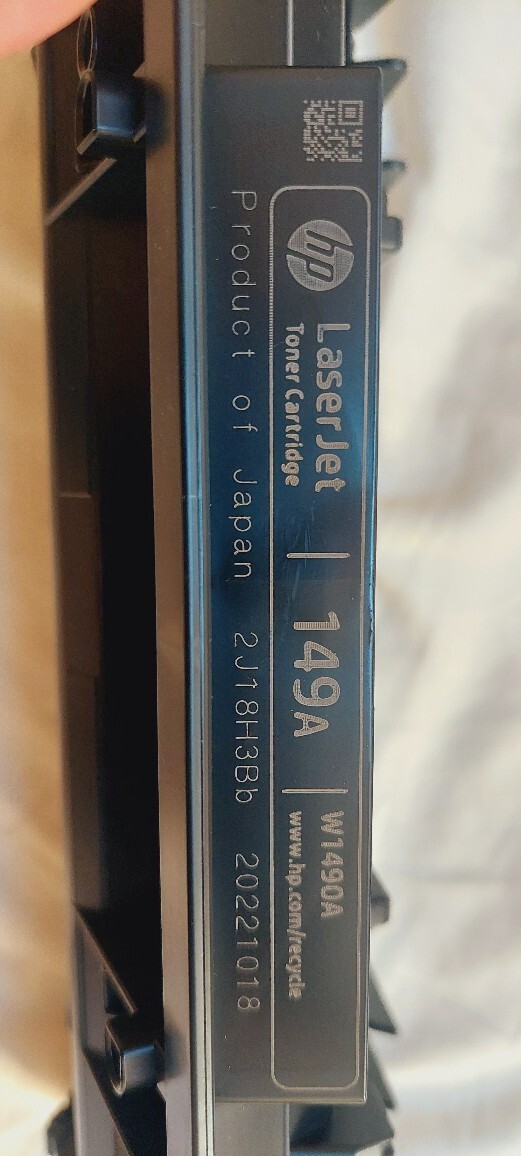 hp
LaserJet
Toner Cartridge
149A
W1490A
www.hp.com/recycle
Product of Japan 2J18H3Bb 20221018